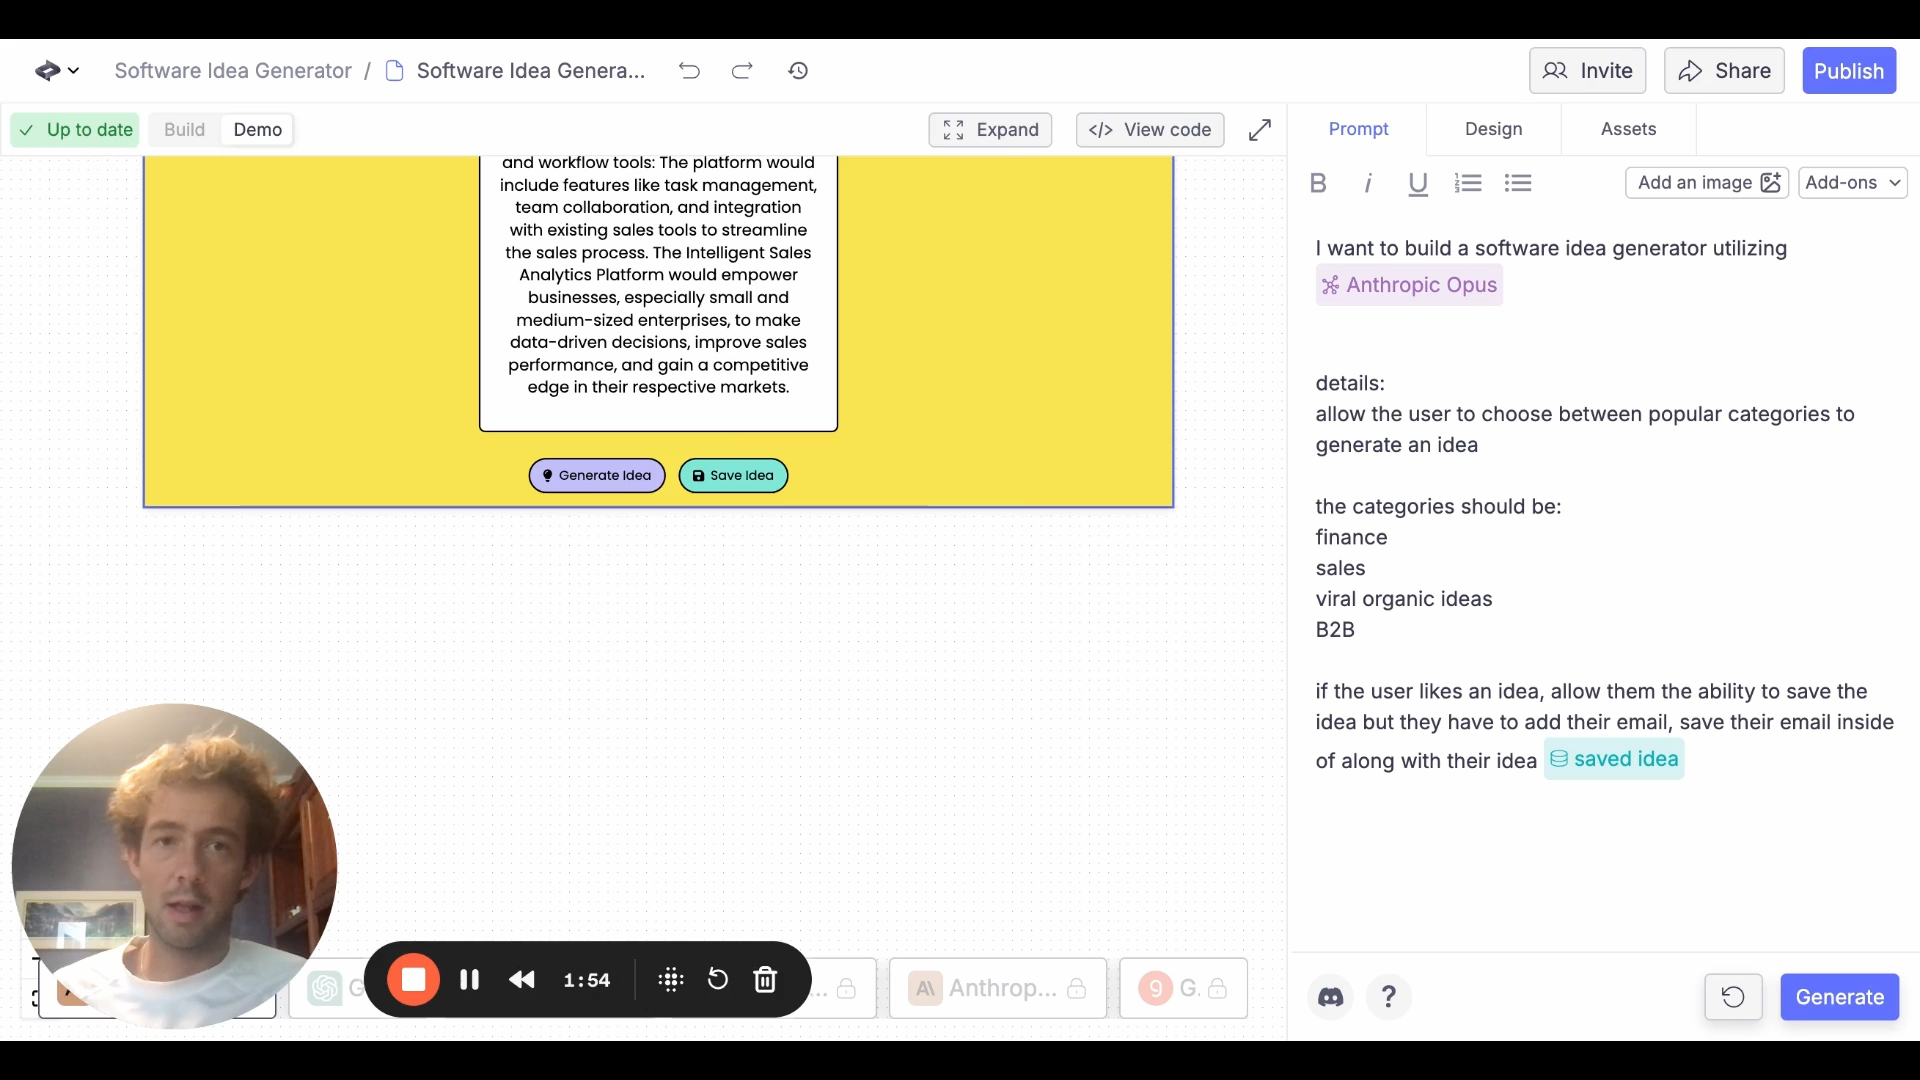 Software Idea Generator / Software Idea Genera...
Invite
Share
Publish
Up to date
Build
Demo
Expand
</> View code
Prompt
Design
Assets
B i U
Add an image
Add-ons
and workflow tools: The platform would
include features like task management,
team collaboration, and integration
with existing sales tools to streamline
the sales process. The Intelligent Sales
Analytics Platform would empower
businesses, especially small and
medium-sized enterprises, to make
data-driven decisions, improve sales
performance, and gain a competitive
edge in their respective markets.
Generate Idea
Save Idea
I want to build a software idea generator utilizing
Anthropic Opus
details:
allow the user to choose between popular categories to
generate an idea
the categories should be:
finance
sales
viral organic ideas
B2B
if the user likes an idea, allow them the ability to save the
idea but they have to add their email, save their email inside
of along with their idea saved idea
G
1:54
...
A\ Anthrop...
9 G.
?
Generate